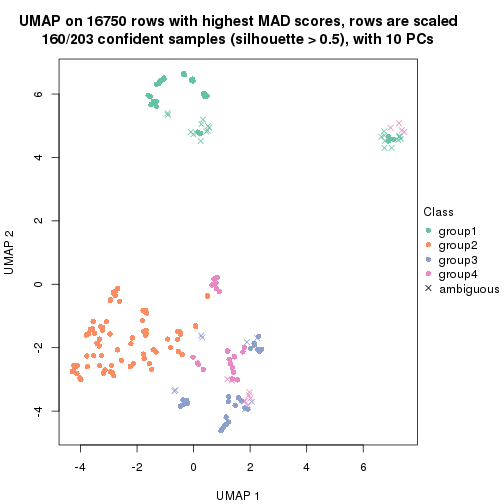 UMAP on 16750 rows with highest MAD scores, rows are scaled
160/203 confident samples (silhouette > 0.5), with 10 PCs
6
4
2
0
-2
-4
UMAP 2
-4
-2
0
2
4
6
UMAP 1
Class
group1
group2
group3
group4
ambiguous